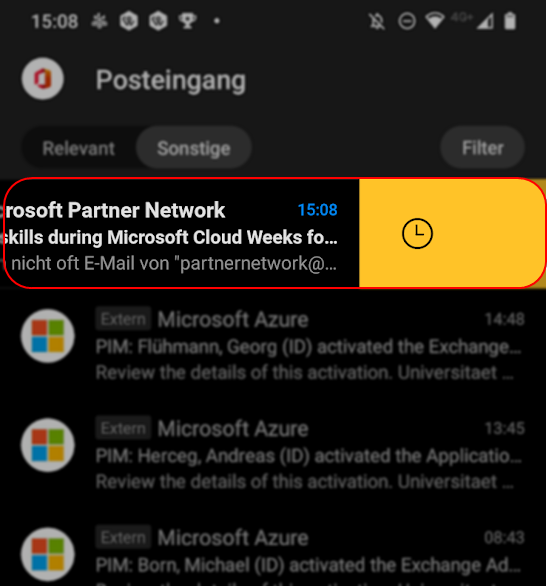 15:08
4G+
Posteingang
Relevant Sonstige Filter
rosoft Partner Network 15:08
skills during Microsoft Cloud Weeks fo...
nicht oft E-Mail von "partnernetwork@...
Extern Microsoft Azure 14:48
PIM: Flühmann, Georg (ID) activated the Exchange...
Review the details of this activation. Universitaet ...
Extern Microsoft Azure 13:45
PIM: Herceg, Andreas (ID) activated the Applicatio...
Review the details of this activation. Universitaet ...
Extern Microsoft Azure 08:43
PIM: Born, Michael (ID) activated the Exchange Ad...